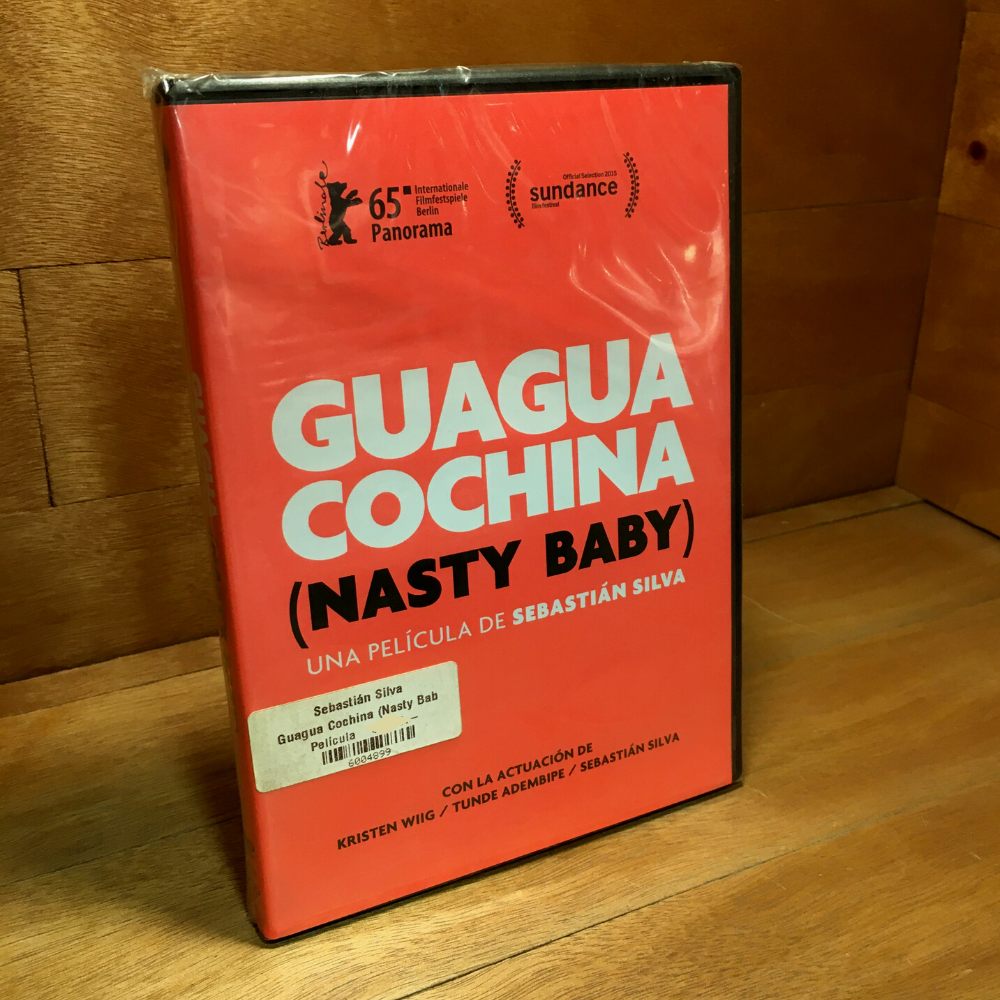 Berlinale
65
Internationale
Filmfestspiele
Berlin
Panorama
Official Selection 2015
sundance
film festival
GUAGUA
COCHINA
(NASTY BABY)
UNA PELÍCULA DE SEBASTIÁN SILVA
Sebastián Silva
Guagua Cochina (Nasty Bab
Película
6004899
CON LA ACTUACIÓN DE
KRISTEN WIIG / TUNDE ADEMBIPE / SEBASTIÁN SILVA